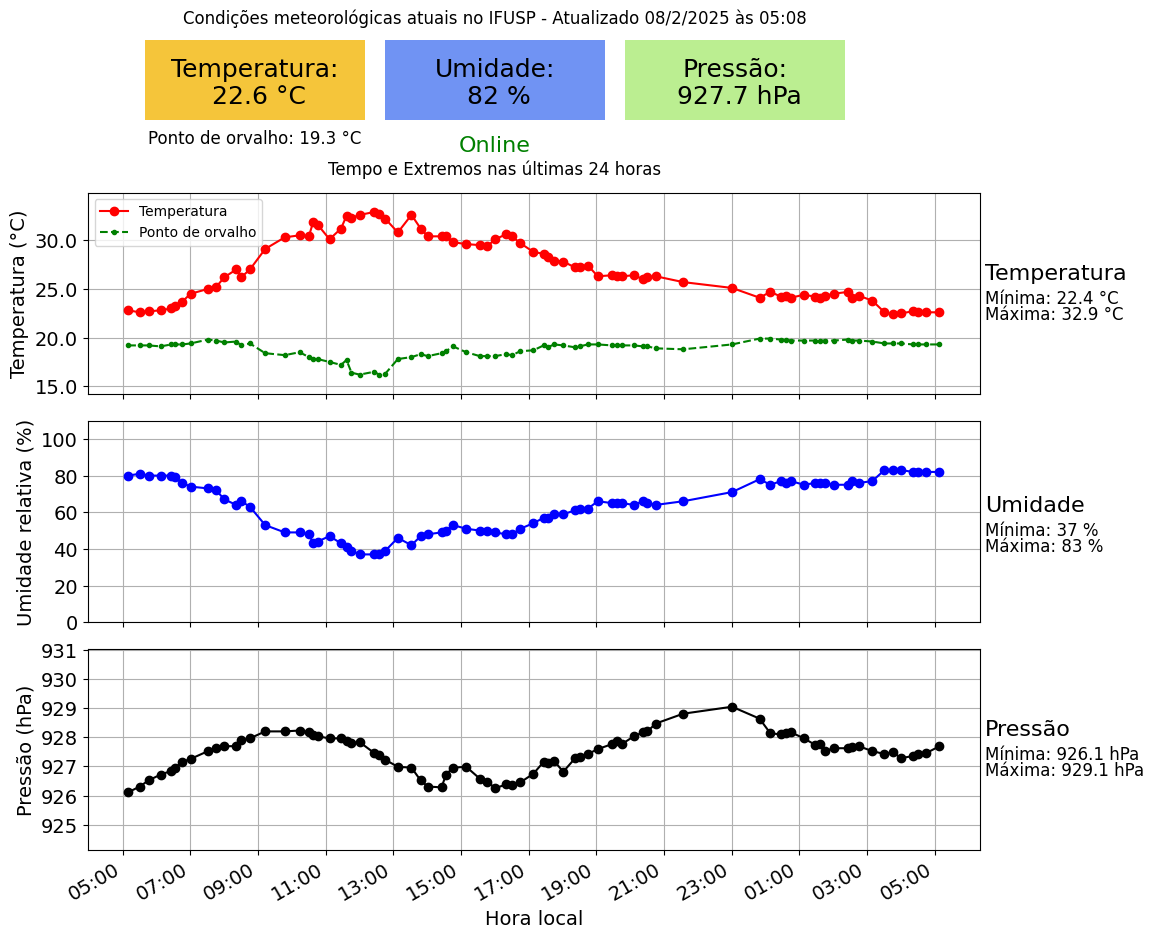 Condições meteorológicas atuais no IFUSP - Atualizado 08/2/2025 às 05:08
Temperatura:
22.6 °C
Umidade:
82 %
Pressão:
927.7 hPa
Ponto de orvalho: 19.3 °C
Online
Tempo e Extremos nas últimas 24 horas
Temperatura (°C)
30.0
25.0
20.0
15.0
Temperatura
Ponto de orvalho
Temperatura
Mínima: 22.4 °C
Máxima: 32.9 °C
Umidade relativa (%)
100
80
60
40
20
0
Umidade
Mínima: 37 %
Máxima: 83 %
Pressão (hPa)
931
930
929
928
927
926
925
Pressão
Mínima: 926.1 hPa
Máxima: 929.1 hPa
05:00
07:00
09:00
11:00
13:00
15:00
17:00
19:00
21:00
23:00
01:00
03:00
05:00
Hora local